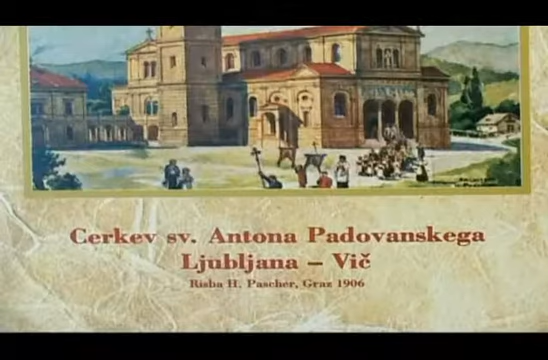 Cerkev sv. Antona Padovanskega
Ljubljana – Vič
Risba H. Pascher, Graz 1906